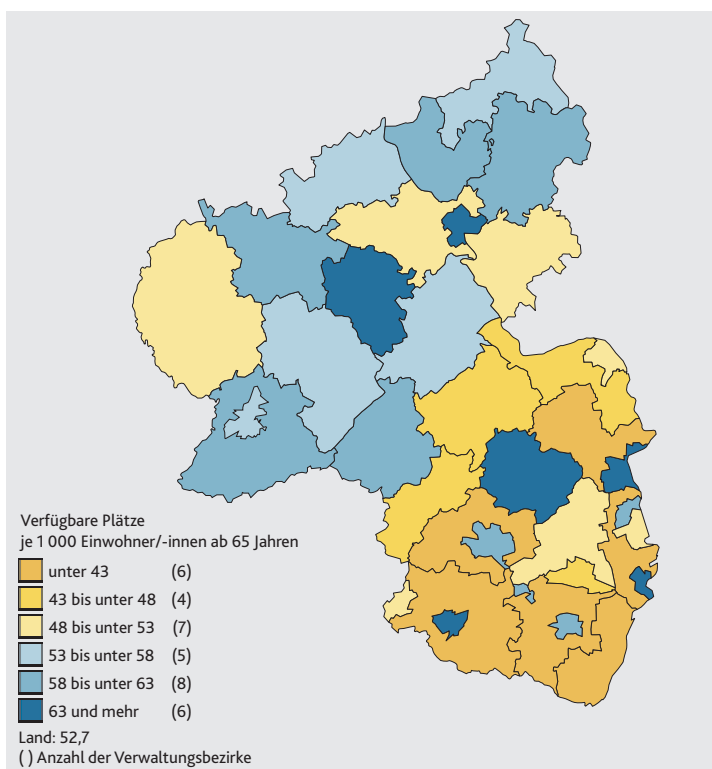 Verfügbare Plätze
je 1 000 Einwohner/-innen ab 65 Jahren
unter 43 (6)
43 bis unter 48 (4)
48 bis unter 53 (7)
53 bis unter 58 (5)
58 bis unter 63 (8)
63 und mehr (6)
Land: 52,7
( ) Anzahl der Verwaltungsbezirke